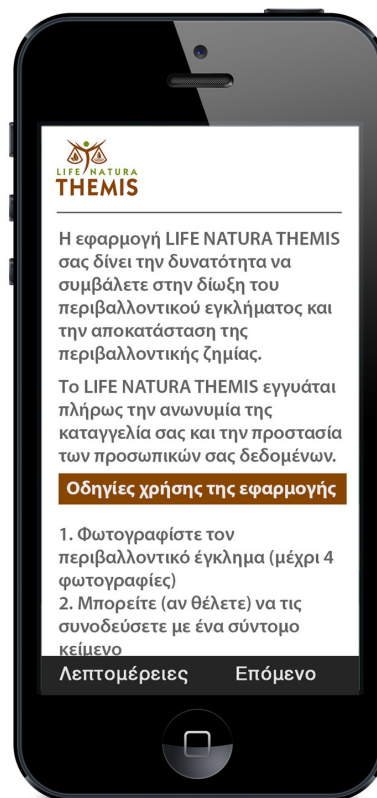 LIFE NATURA
THEMIS
Η εφαρμογή LIFE NATURA THEMIS
σας δίνει την δυνατότητα να
συμβάλετε στην δίωξη του
περιβαλλοντικού εγκλήματος και
την αποκατάσταση της
περιβαλλοντικής ζημίας.
Το LIFE NATURA THEMIS εγγυάται
πλήρως την ανωνυμία της
καταγγελία σας και την προστασία
των προσωπικών σας δεδομένων.
Οδηγίες χρήσης της εφαρμογής
1. Φωτογραφίστε τον
περιβαλλοντικό έγκλημα (μέχρι 4
φωτογραφίες)
2. Μπορείτε (αν θέλετε) να τις
συνοδεύσετε με ένα σύντομο
κείμενο
Λεπτομέρειες Επόμενο